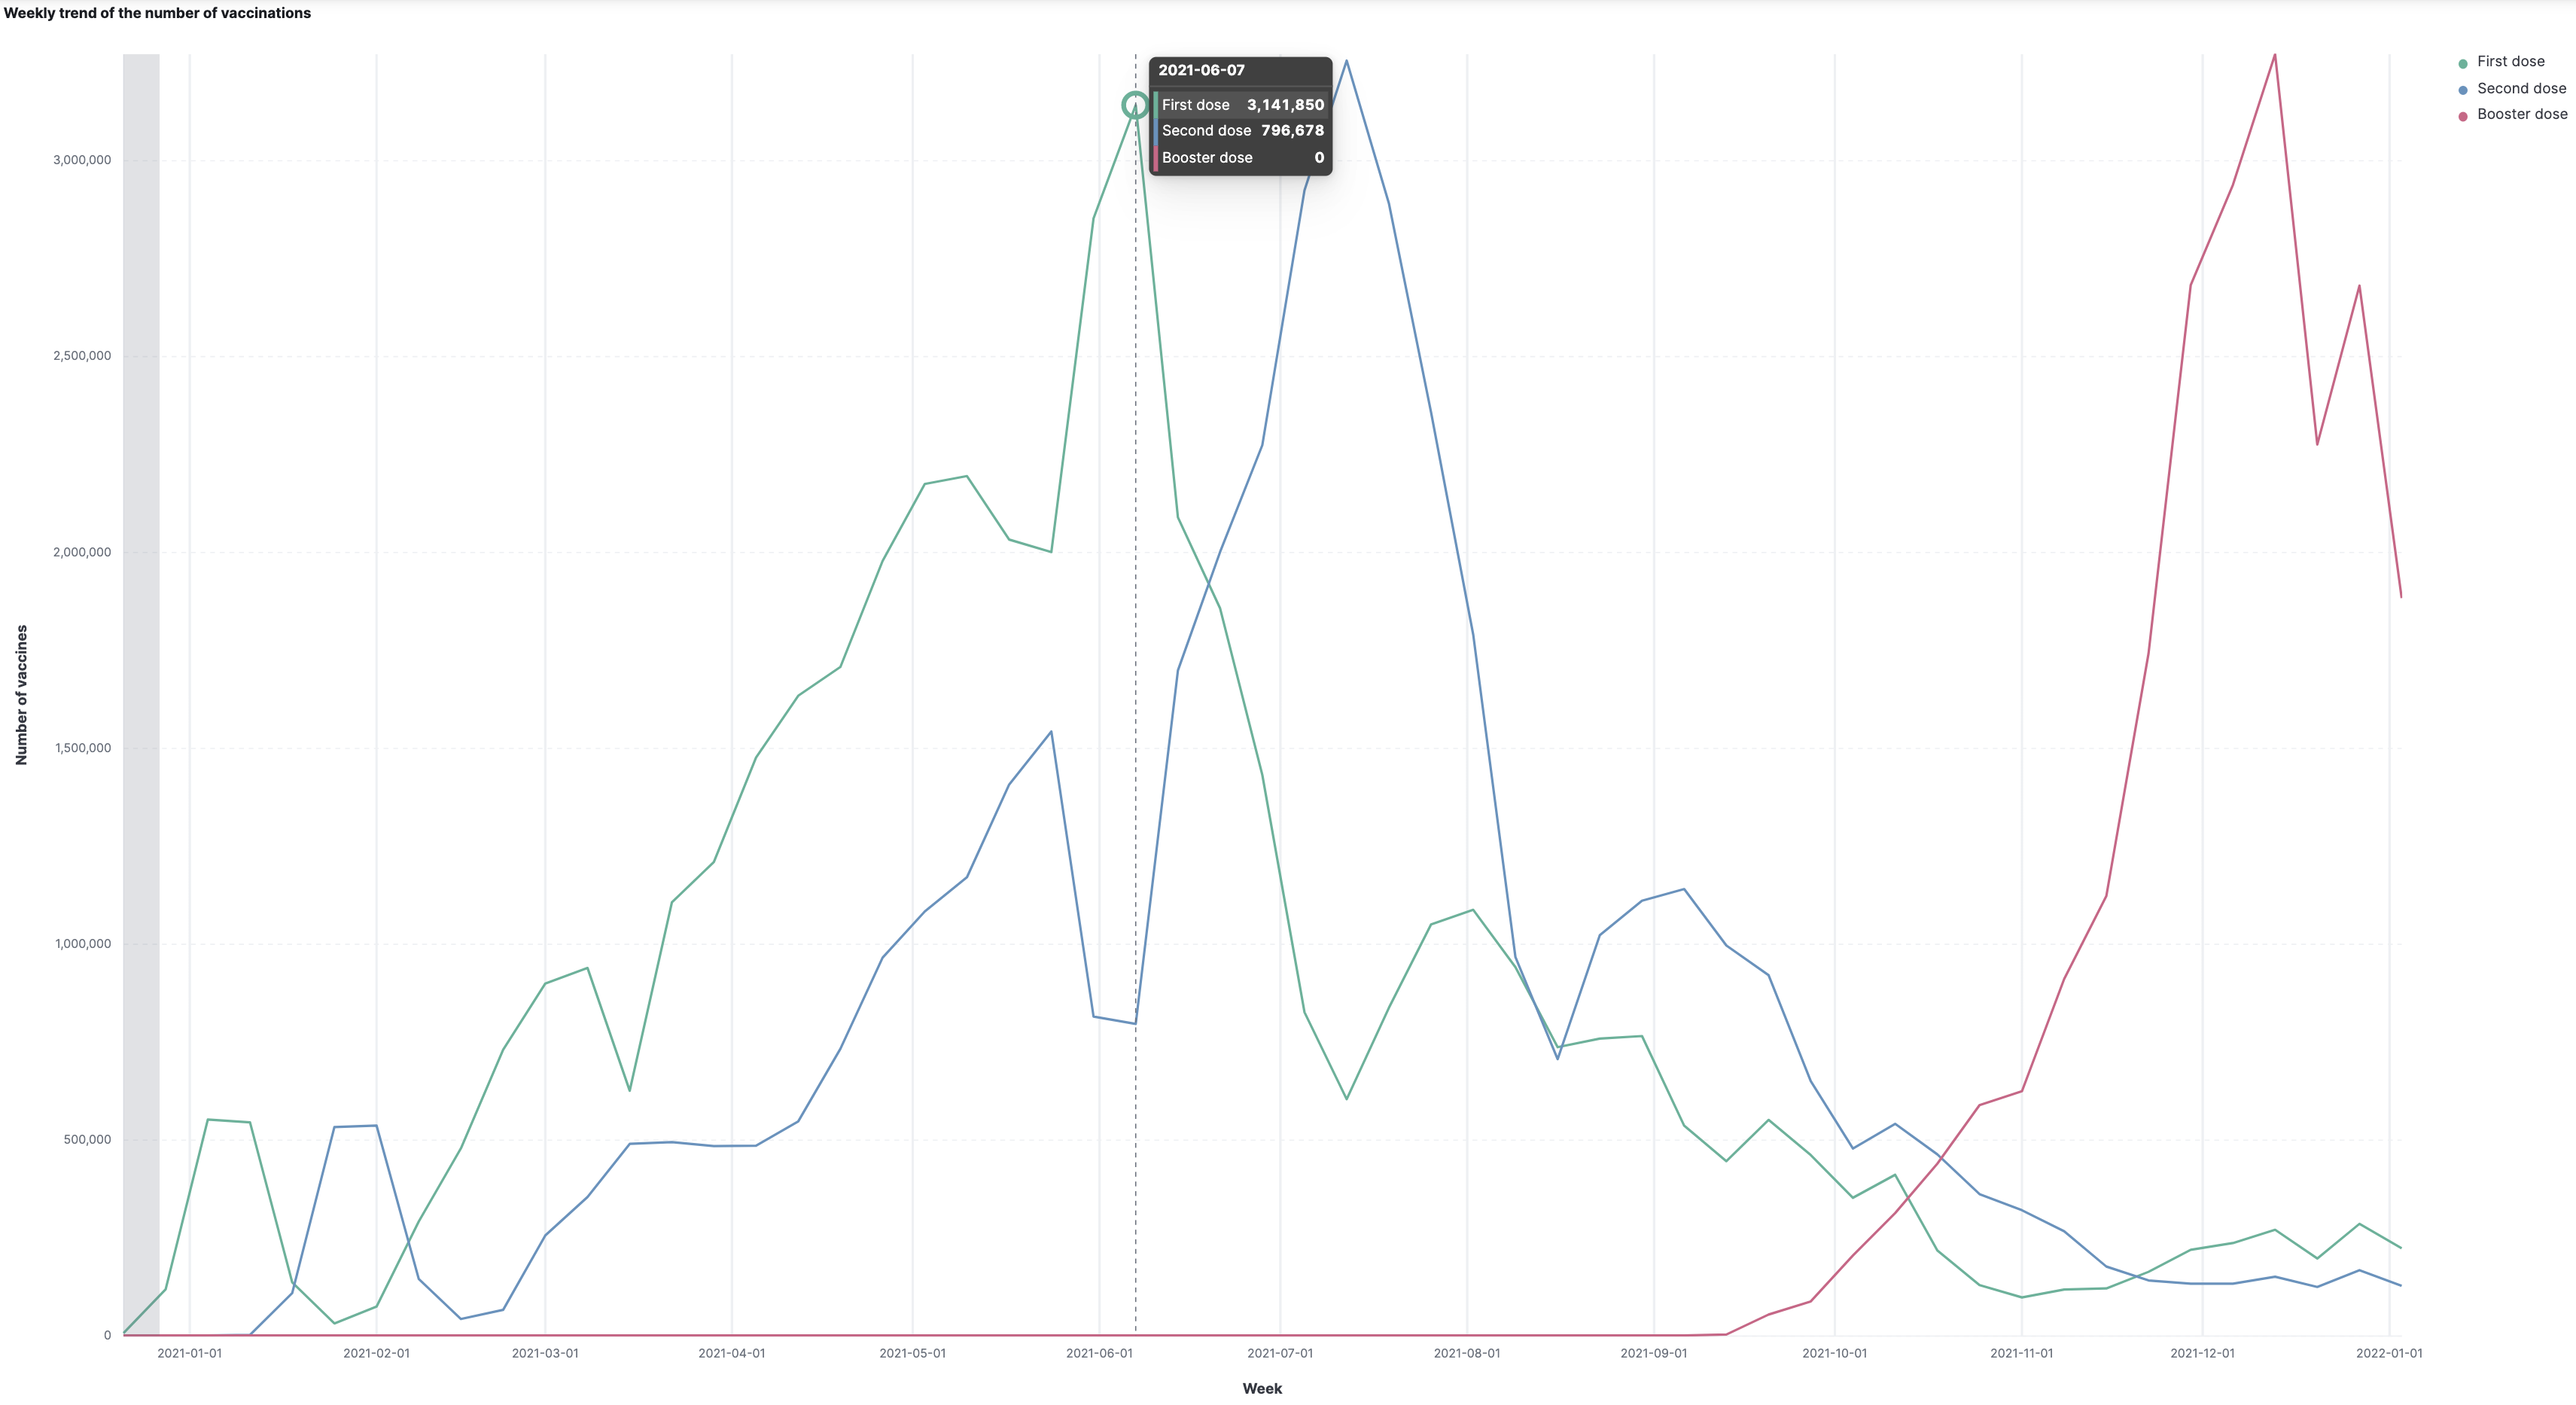 Weekly trend of the number of vaccinations
2021-06-07
First dose 3,141,850
Second dose 796,678
Booster dose 0
First dose
Second dose
Booster dose
3,000,000
2,500,000
2,000,000
1,500,000
1,000,000
500,000
0
Number of vaccines
2021-01-01 2021-02-01 2021-03-01 2021-04-01 2021-05-01 2021-06-01 2021-07-01 2021-08-01 2021-09-01 2021-10-01 2021-11-01 2021-12-01 2022-01-01
Week